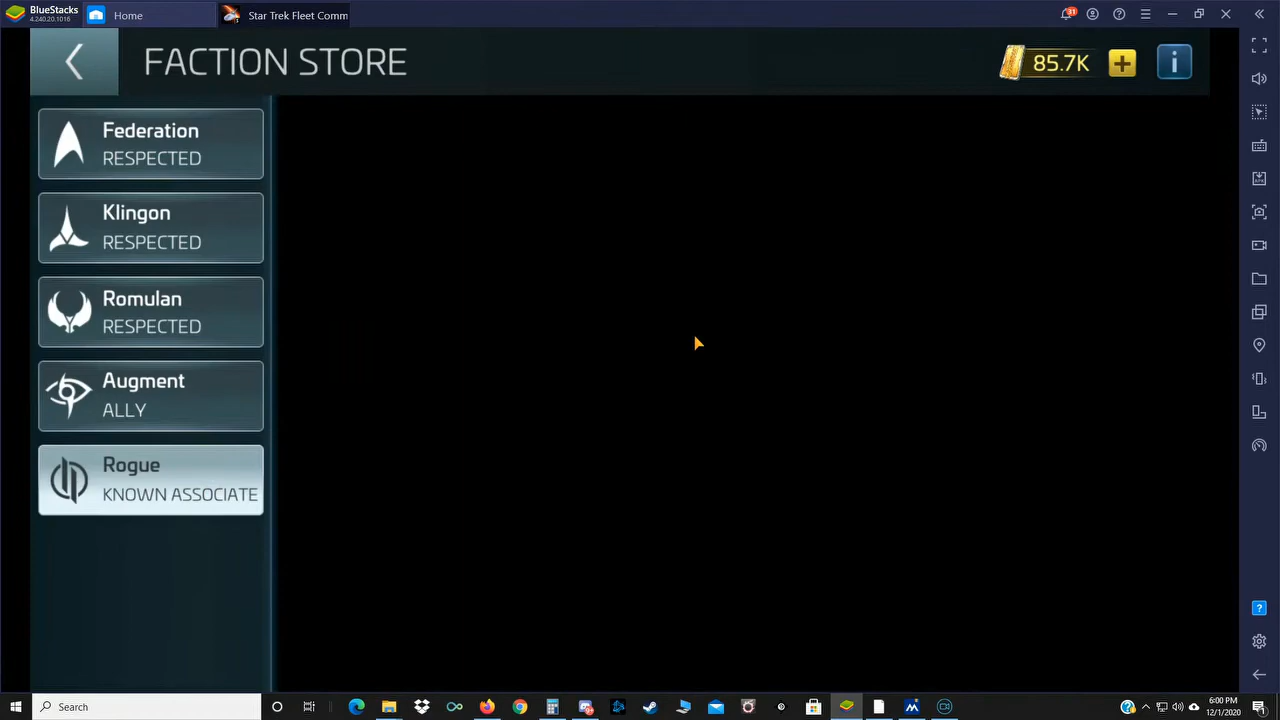 BlueStacks
4.240.20.1016
Home
Star Trek Fleet Comm
31
FACTION STORE
85.7K
Federation
RESPECTED
Klingon
RESPECTED
Romulan
RESPECTED
Augment
ALLY
Rogue
KNOWN ASSOCIATE
Search
6:00 PM
12/1/2020